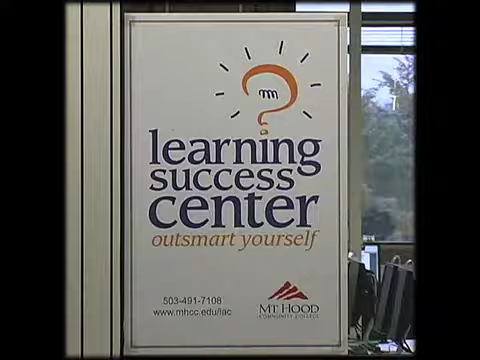 learning
success
center
outsmart yourself
503-491-7108
www.mhcc.edu/lac
MT HOOD
COMMUNITY COLLEGE